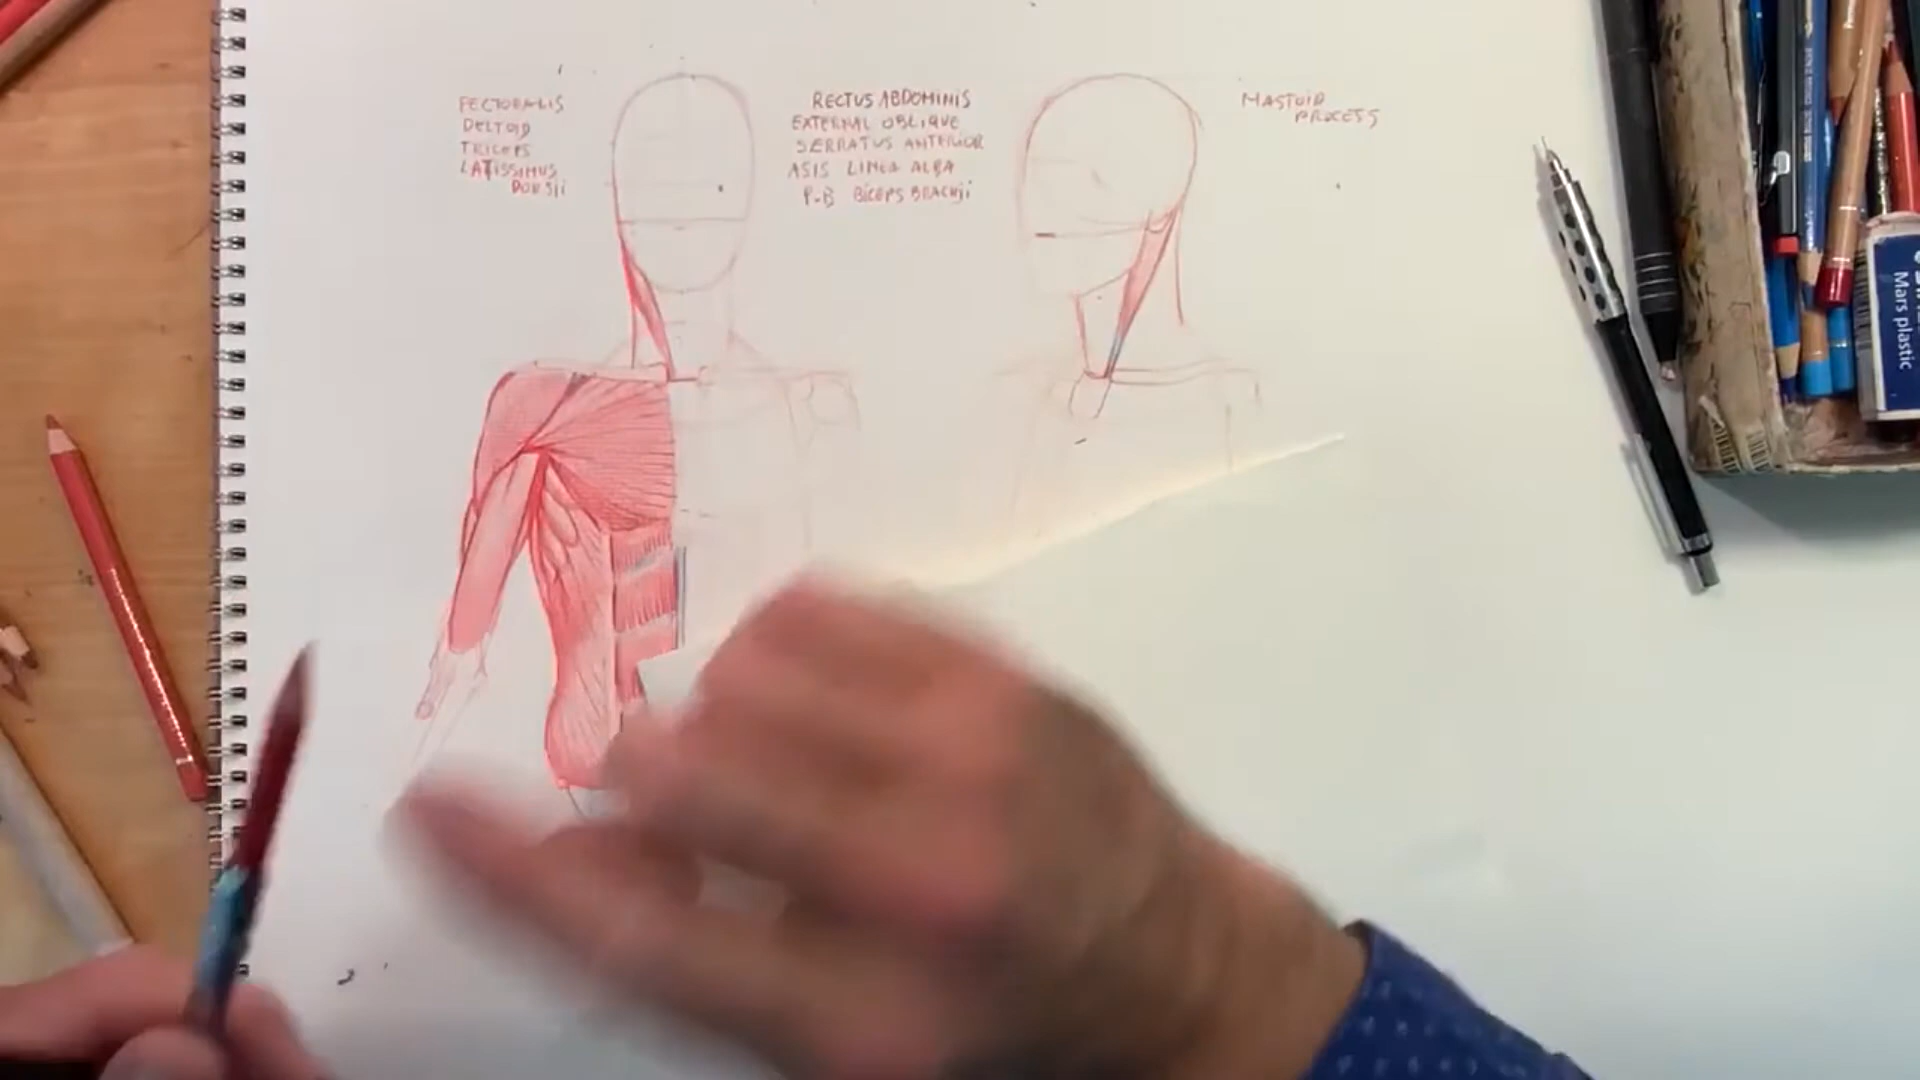 PECTORALIS
DELTOID
TRICEPS
LATISSIMUS
DORSII
RECTUS ABDOMINIS
EXTERNAL OBLIQUE
SERRATUS ANTERIOR
ASIS LINEA ALBA
P-B BICEPS BRACHII
MASTOID
PROCESS
Mars plastic